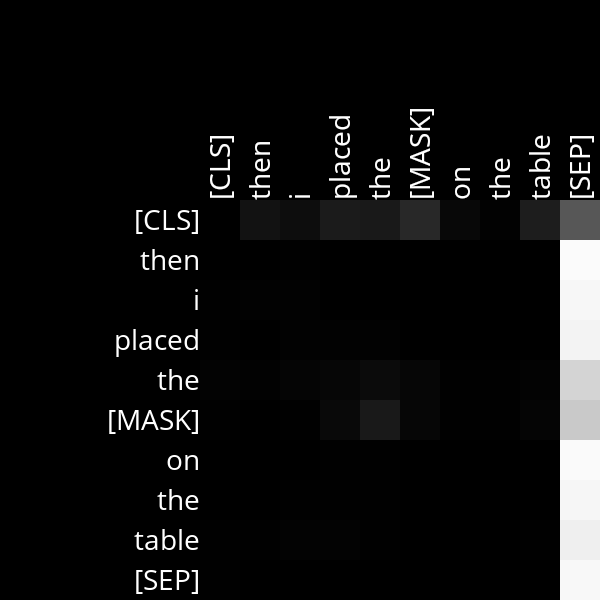 [CLS] then i placed the [MASK] on the table [SEP]
[CLS]
then
i
placed
the
[MASK]
on
the
table
[SEP]